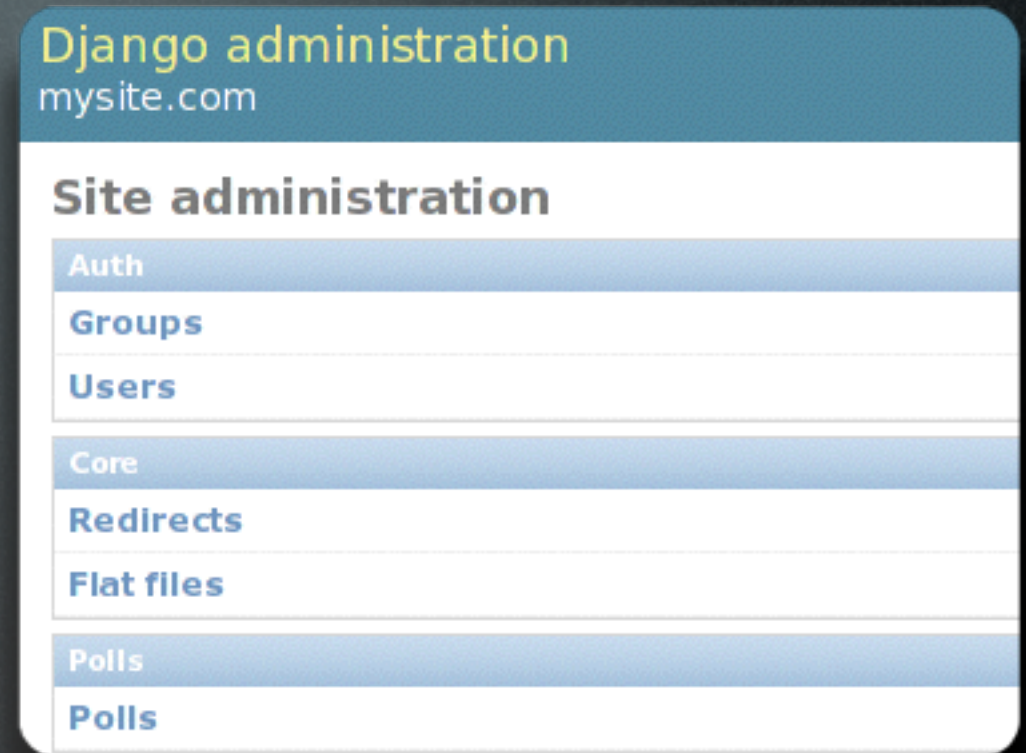 Django administration
mysite.com
Site administration
Auth
Groups
Users
Core
Redirects
Flat files
Polls
Polls